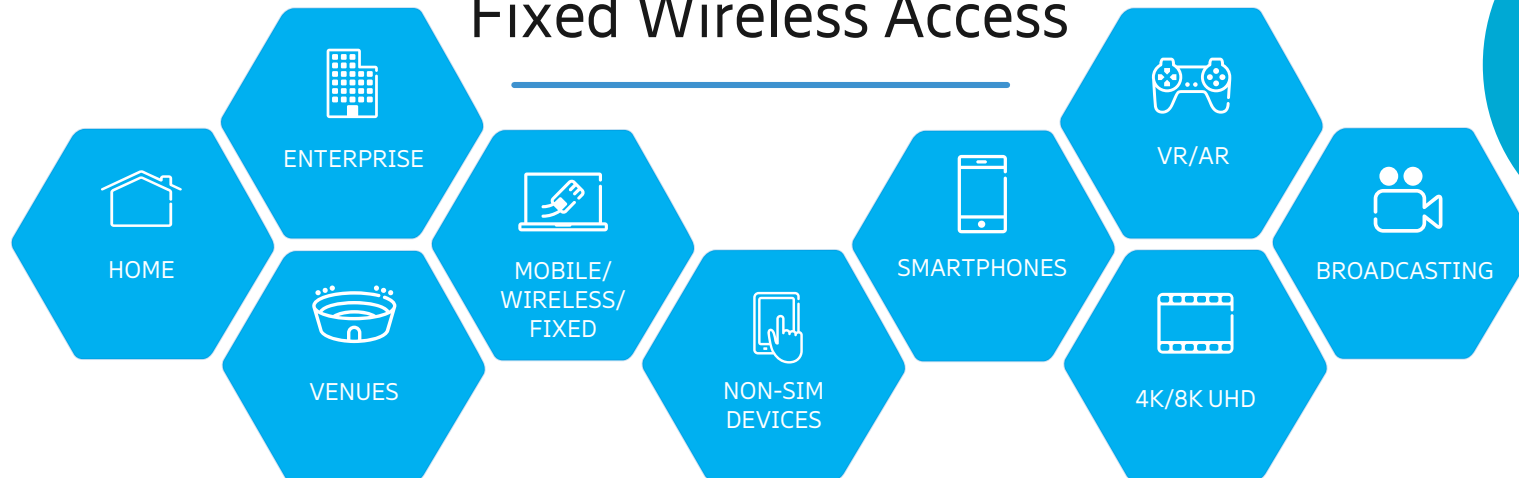 Fixed Wireless Access
ENTERPRISE
VR/AR
HOME
MOBILE/
WIRELESS/
FIXED
SMARTPHONES
BROADCASTING
VENUES
NON-SIM
DEVICES
4K/8K UHD